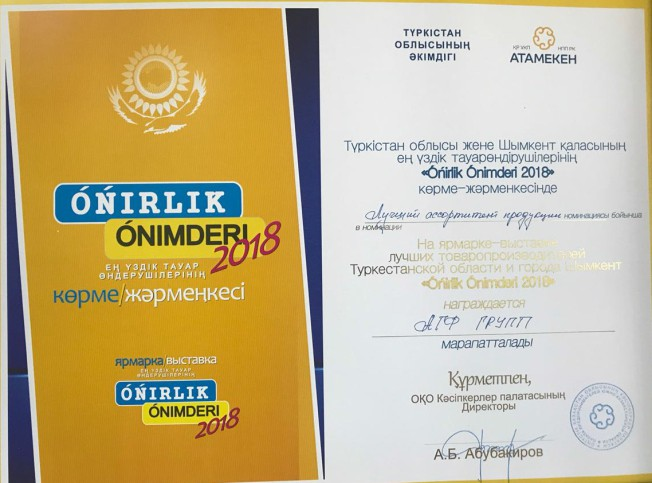 ÓŃIRLIK
ÓNIMDERI
2018
ЕҢ ҮЗДІК ТАУАР
ӨНДЕРУШІЛЕРІНІҢ
көрме/жәрмеңкесі
ярмарка/выставка
ЕҢ ҮЗДІК ТАУАР
ӨНДЕРУШІЛЕРІНІҢ
ÓŃIRLIK
ÓNIMDERI
2018
ТҮРКІСТАН
ОБЛЫСЫНЫҢ
ӘКІМДІГІ
ҚР ҰКП НПП РК
АТАМЕКЕН
Түркістан облысы және Шымкент қаласының
ең үздік тауарөндірушілерінің
«Óńirlik Ónimderi 2018»
көрме-жәрменкесінде
Лучший ассортимент продукции номинациясы бойынша
в номинации
На ярмарке-выставке
лучших товаропроизводителей
Туркестанской области и города Шымкент
«Óńirlik Ónimderi 2018»
награждается
АГФ ГРУПП
марапатталады
Құрметпен,
ОҚО Кәсіпкерлер палатасының
Директоры
А.Б. Абубакиров